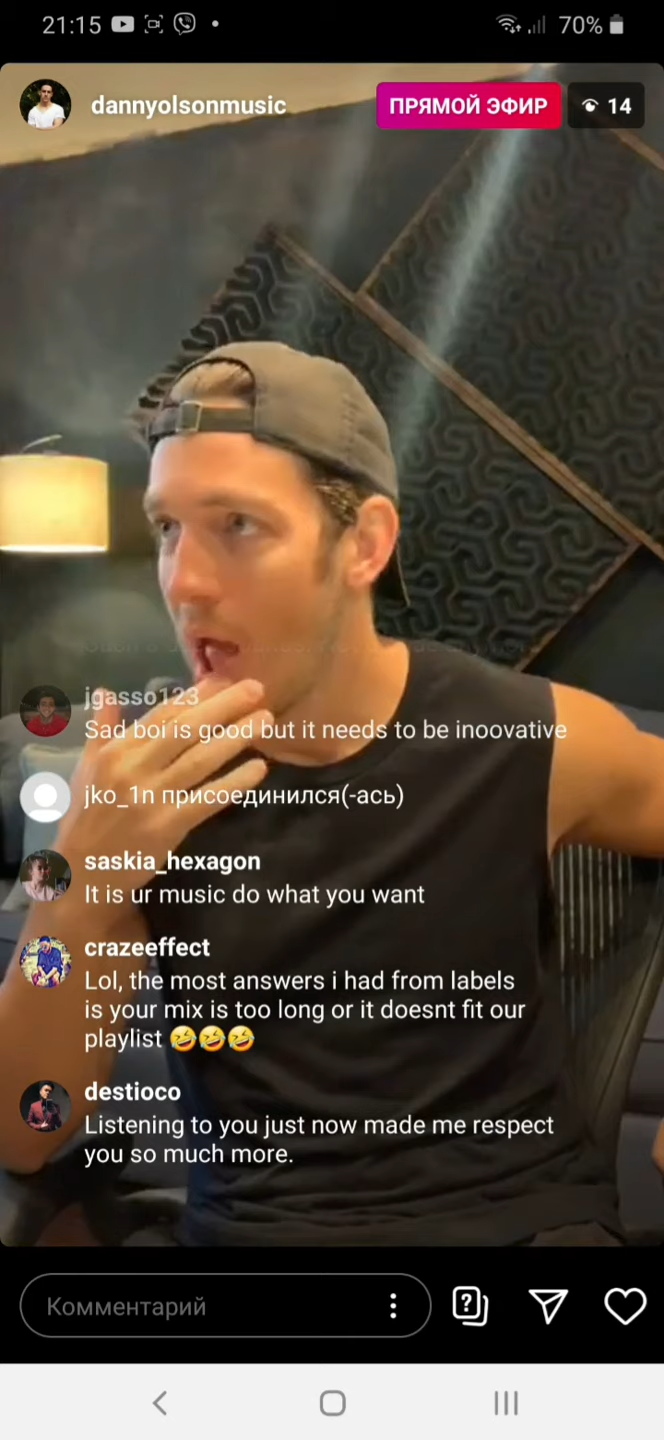 21:15
70%
dannyolsonmusic
ПРЯМОЙ ЭФИР
14
jgasso123
Sad boi is good but it needs to be inoovative
jko_1n присоединился(-ась)
saskia_hexagon
It is ur music do what you want
crazeeffect
Lol, the most answers i had from labels
is your mix is too long or it doesnt fit our
playlist 🤣🤣🤣
destioco
Listening to you just now made me respect
you so much more.
Комментарий